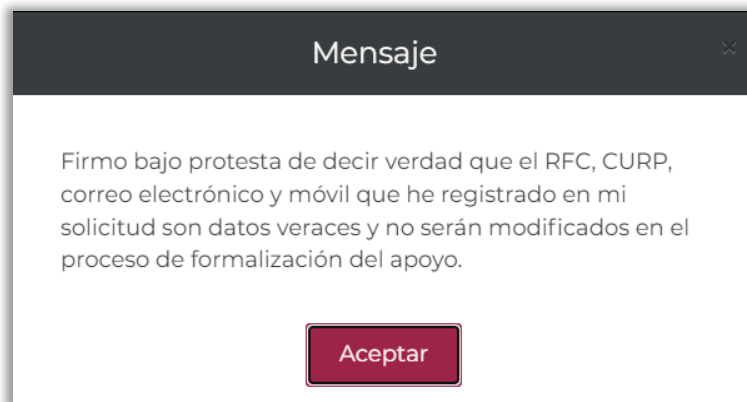 Mensaje
Firmo bajo protesta de decir verdad que el RFC, CURP,
correo electrónico y móvil que he registrado en mi
solicitud son datos veraces y no serán modificados en el
proceso de formalización del apoyo.
Aceptar